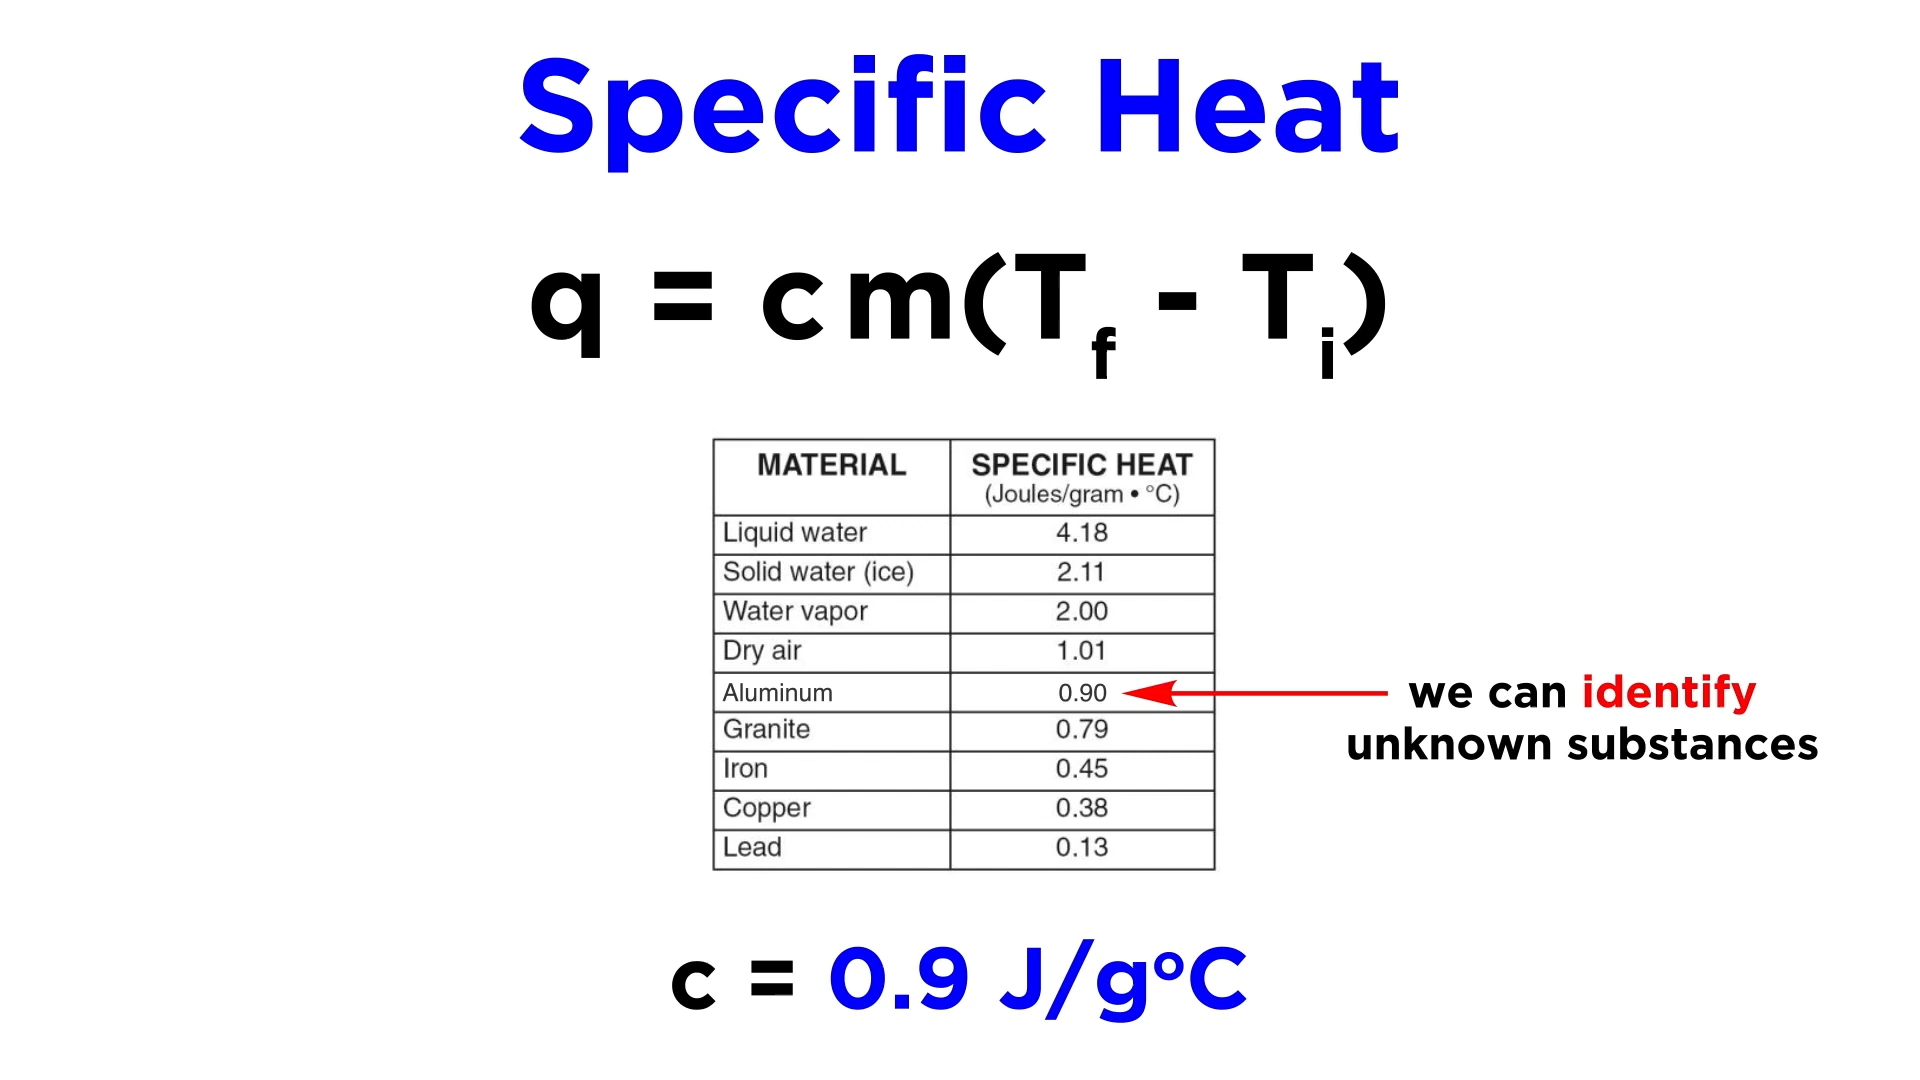 Specific Heat
q = cm(Tf - Ti)
MATERIAL SPECIFIC HEAT
(Joules/gram • °C)
Liquid water 4.18
Solid water (ice) 2.11
Water vapor 2.00
Dry air 1.01
Aluminum 0.90
Granite 0.79
Iron 0.45
Copper 0.38
Lead 0.13
we can identify
unknown substances
c = 0.9 J/g°C